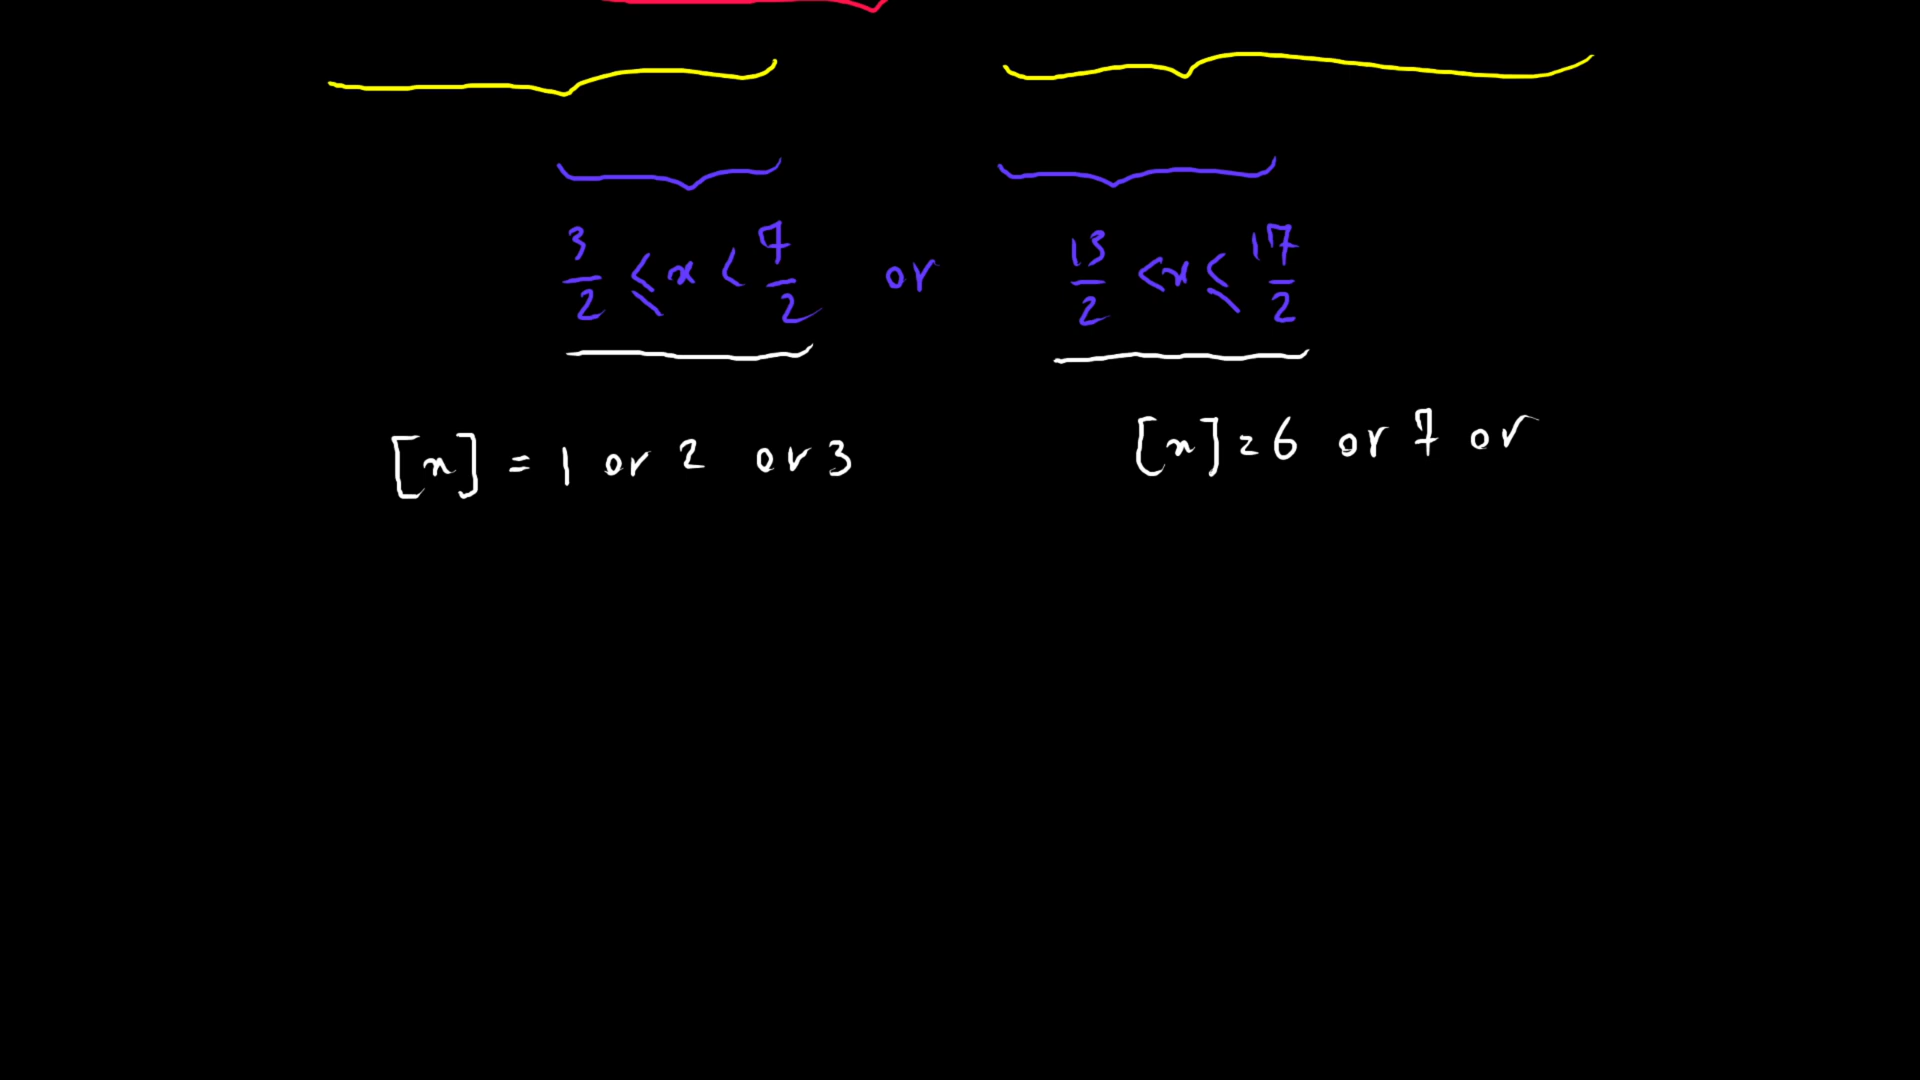 3/2 ≤ x < 7/2 or 13/2 < x ≤ 17/2
[x] = 1 or 2 or 3 [x] = 6 or 7 or